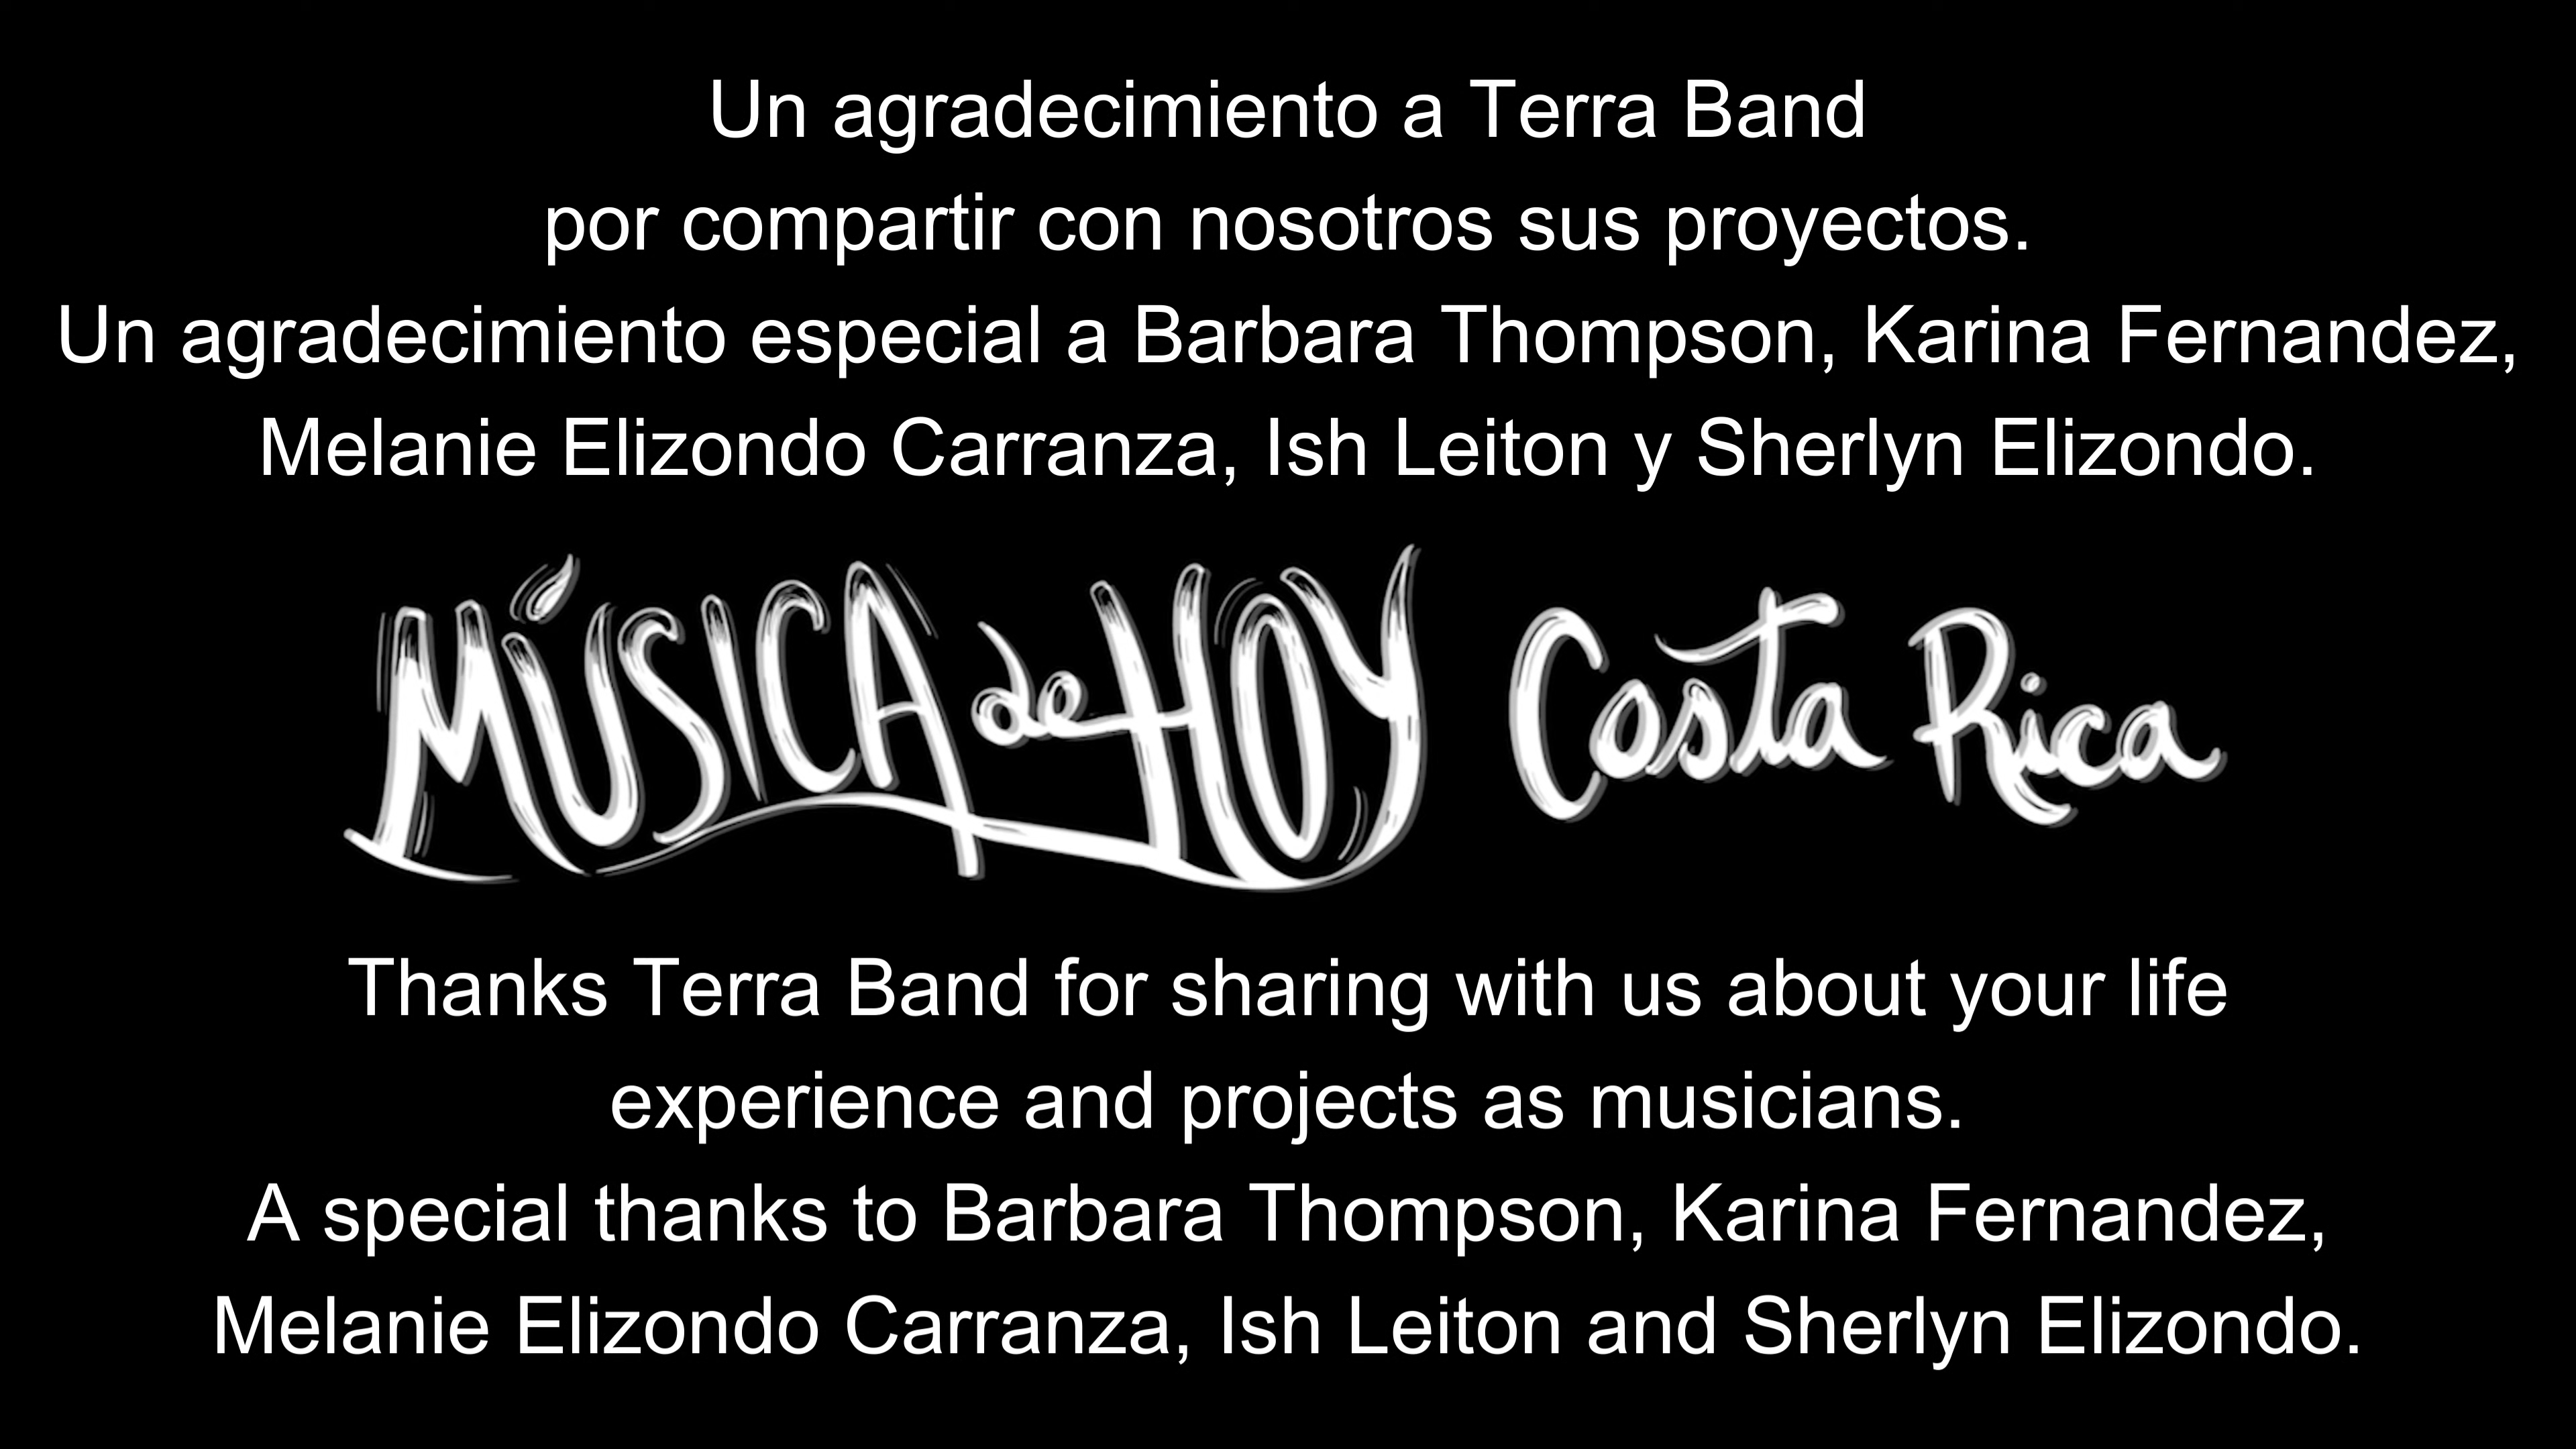 Un agradecimiento a Terra Band
por compartir con nosotros sus proyectos.
Un agradecimiento especial a Barbara Thompson, Karina Fernandez,
Melanie Elizondo Carranza, Ish Leiton y Sherlyn Elizondo.
MÚSICA de HOY Costa Rica
Thanks Terra Band for sharing with us about your life
experience and projects as musicians.
A special thanks to Barbara Thompson, Karina Fernandez,
Melanie Elizondo Carranza, Ish Leiton and Sherlyn Elizondo.